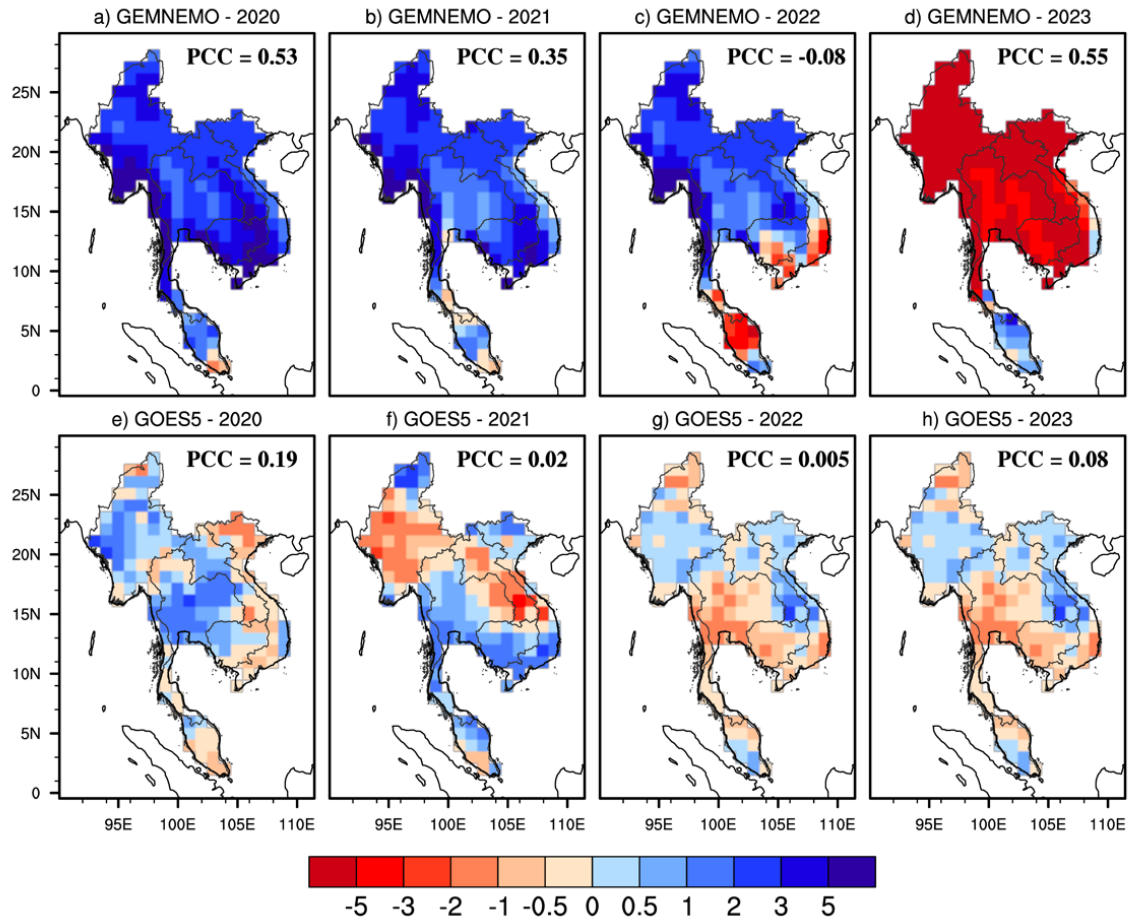 a) GEMNEMO - 2020
b) GEMNEMO - 2021
c) GEMNEMO - 2022
d) GEMNEMO - 2023
PCC = 0.53
PCC = 0.35
PCC = -0.08
PCC = 0.55
25N
20N
15N
10N
5N
0
e) GOES5 - 2020
f) GOES5 - 2021
g) GOES5 - 2022
h) GOES5 - 2023
PCC = 0.19
PCC = 0.02
PCC = 0.005
PCC = 0.08
25N
20N
15N
10N
5N
0
95E 100E 105E 110E
95E 100E 105E 110E
95E 100E 105E 110E
95E 100E 105E 110E
-5 -3 -2 -1 -0.5 0 0.5 1 2 3 5